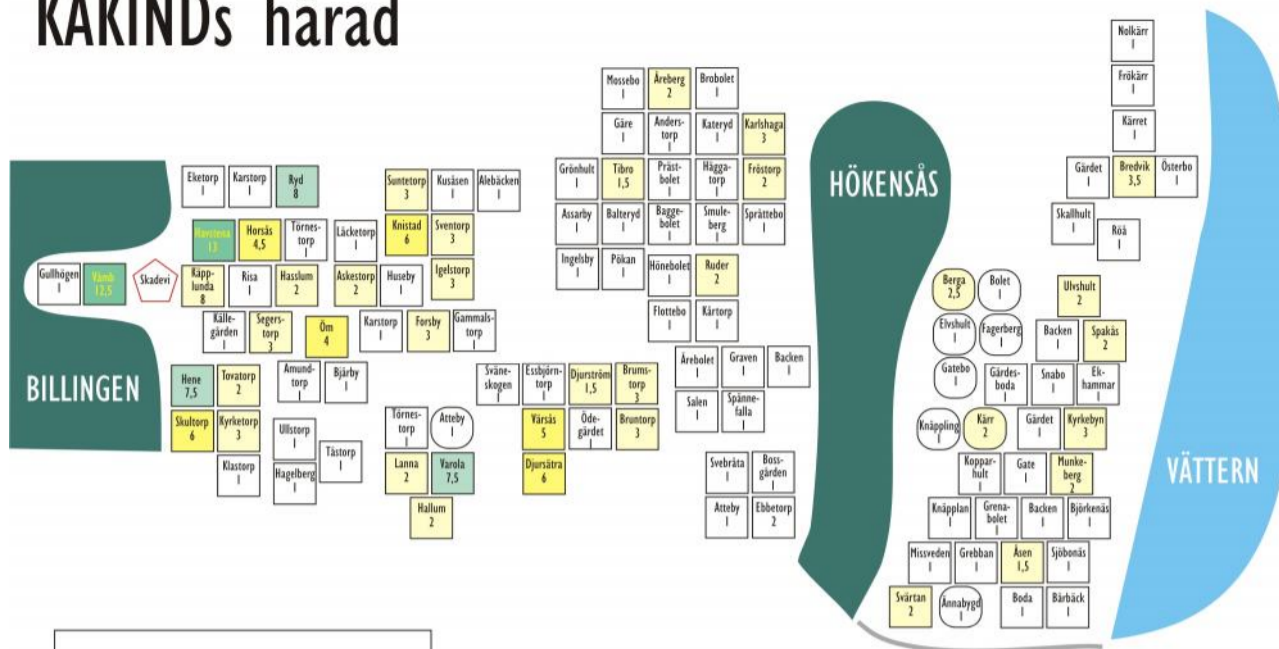 KÅKINDs härad
Nolkärr
1
Frökärr
1
Kärret
1
Gärdet
1
Bredvik
3,5
Österbo
1
Skallhult
1
Röå
1
Mossebo
1
Åreberg
2
Brobolet
1
Gäre
1
Anders-
torp
1
Kateryd
1
Karlshaga
3
Grönhult
1
Tibro
1,5
Präst-
bolet
1
Hägga-
torp
1
Fröstorp
2
Assarby
1
Balteryd
1
Bagge-
bolet
1
Smule-
berg
1
Sprättebo
1
Ingelsby
1
Pökan
1
Hönebolet
1
Ruder
2
Flottebo
1
Kärtorp
1
HÖKENSÅS
Eketorp
1
Karstorp
1
Ryd
8
Suntetorp
3
Kusåsen
1
Alebäcken
1
Havstena
13
Horsås
4,5
Törnes-
torp
1
Läcketorp
1
Knistad
6
Sventorp
3
Gullhögen
1
Våmb
12,5
Skadevi
Käpp-
lunda
8
Risa
1
Hasslum
2
Askestorp
2
Huseby
1
Igelstorp
3
Källe-
gården
1
Segers-
torp
3
Öm
4
Karstorp
1
Forsby
3
Gammals-
torp
1
BILLINGEN
Hene
7,5
Tovatorp
2
Amund-
torp
1
Bjärby
1
Skultorp
6
Kyrketorp
3
Ullstorp
1
Tåstorp
1
Klastorp
1
Hagelberg
1
Törnes-
torp
1
Atteby
1
Lanna
2
Varola
7,5
Hallum
2
Sväne-
skogen
1
Essbjörn-
torp
1
Djurström
1,5
Brums-
torp
3
Värsås
5
Öde-
gärdet
1
Bruntorp
3
Djursätra
6
Årebolet
1
Graven
1
Backen
1
Salen
1
Spänne-
falla
1
Svebråta
1
Boss-
gården
1
Atteby
1
Ebbetorp
2
Berga
2,5
Bolet
1
Ulvshult
2
Elvshult
1
Fagerberg
1
Backen
1
Spakås
2
Gatebo
1
Gärdes-
boda
1
Snabo
1
Ek-
hammar
1
Knäppling
1
Kärr
2
Gärdet
1
Kyrkebyn
3
Koppar-
hult
1
Gate
1
Munke-
berg
2
VÄTTERN
Knäpplan
1
Grena-
bolet
1
Backen
1
Björkenäs
1
Missveden
1
Grebban
1
Åsen
1,5
Sjöbonäs
1
Svärtan
2
Ännabygd
1
Boda
1
Bårbäck
1